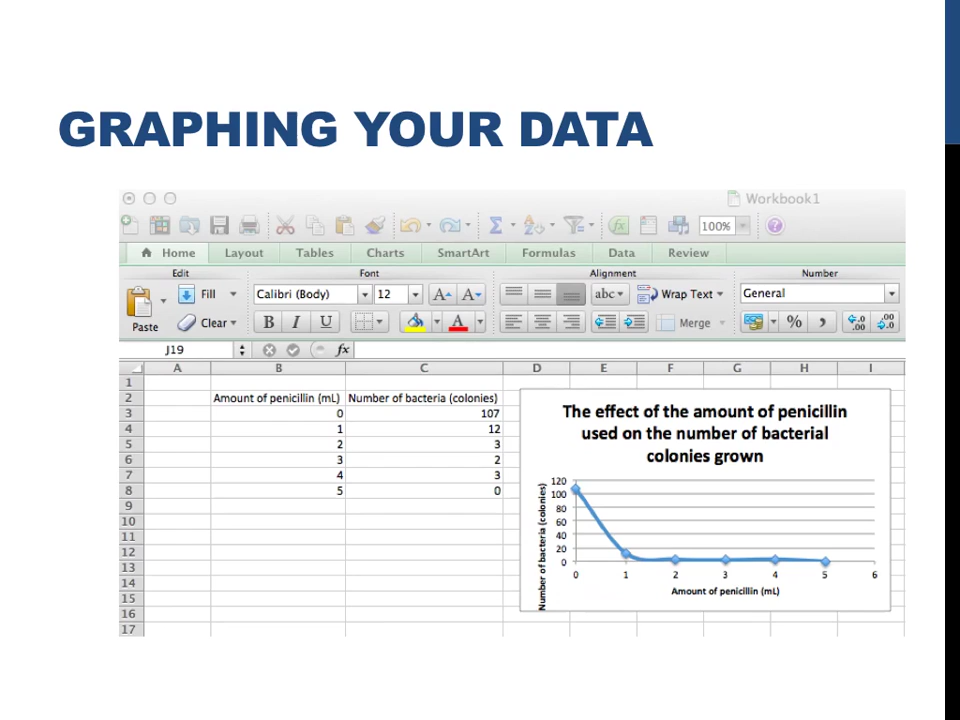 GRAPHING YOUR DATA
Workbook1
100%
Home Layout Tables Charts SmartArt Formulas Data Review
Edit Font Alignment Number
Fill Calibri (Body) 12 A A abc Wrap Text General
Paste Clear B I U A Merge % , .00 .00
J19 fx
A B C D E F G H I
1
2 Amount of penicillin (mL) Number of bacteria (colonies)
3 0 107
4 1 12
5 2 3
6 3 2
7 4 3
8 5 0
9
10
11
12
13
14
15
16
17
The effect of the amount of penicillin
used on the number of bacterial
colonies grown
Number of bacteria (colonies)
120
100
80
60
40
20
0
0 1 2 3 4 5 6
Amount of penicillin (mL)